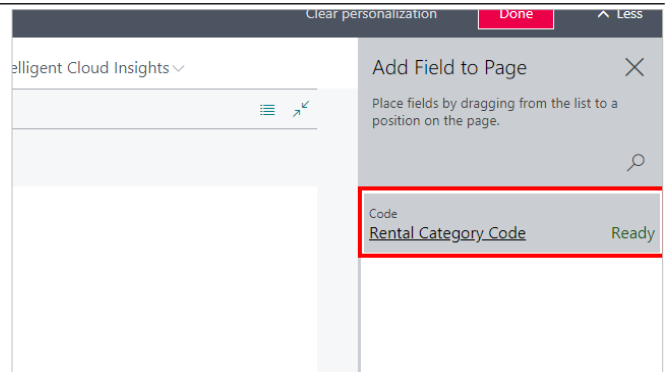 Clear personalization Done Less
elligent Cloud Insights
Add Field to Page
Place fields by dragging from the list to a
position on the page.
Code
Rental Category Code Ready